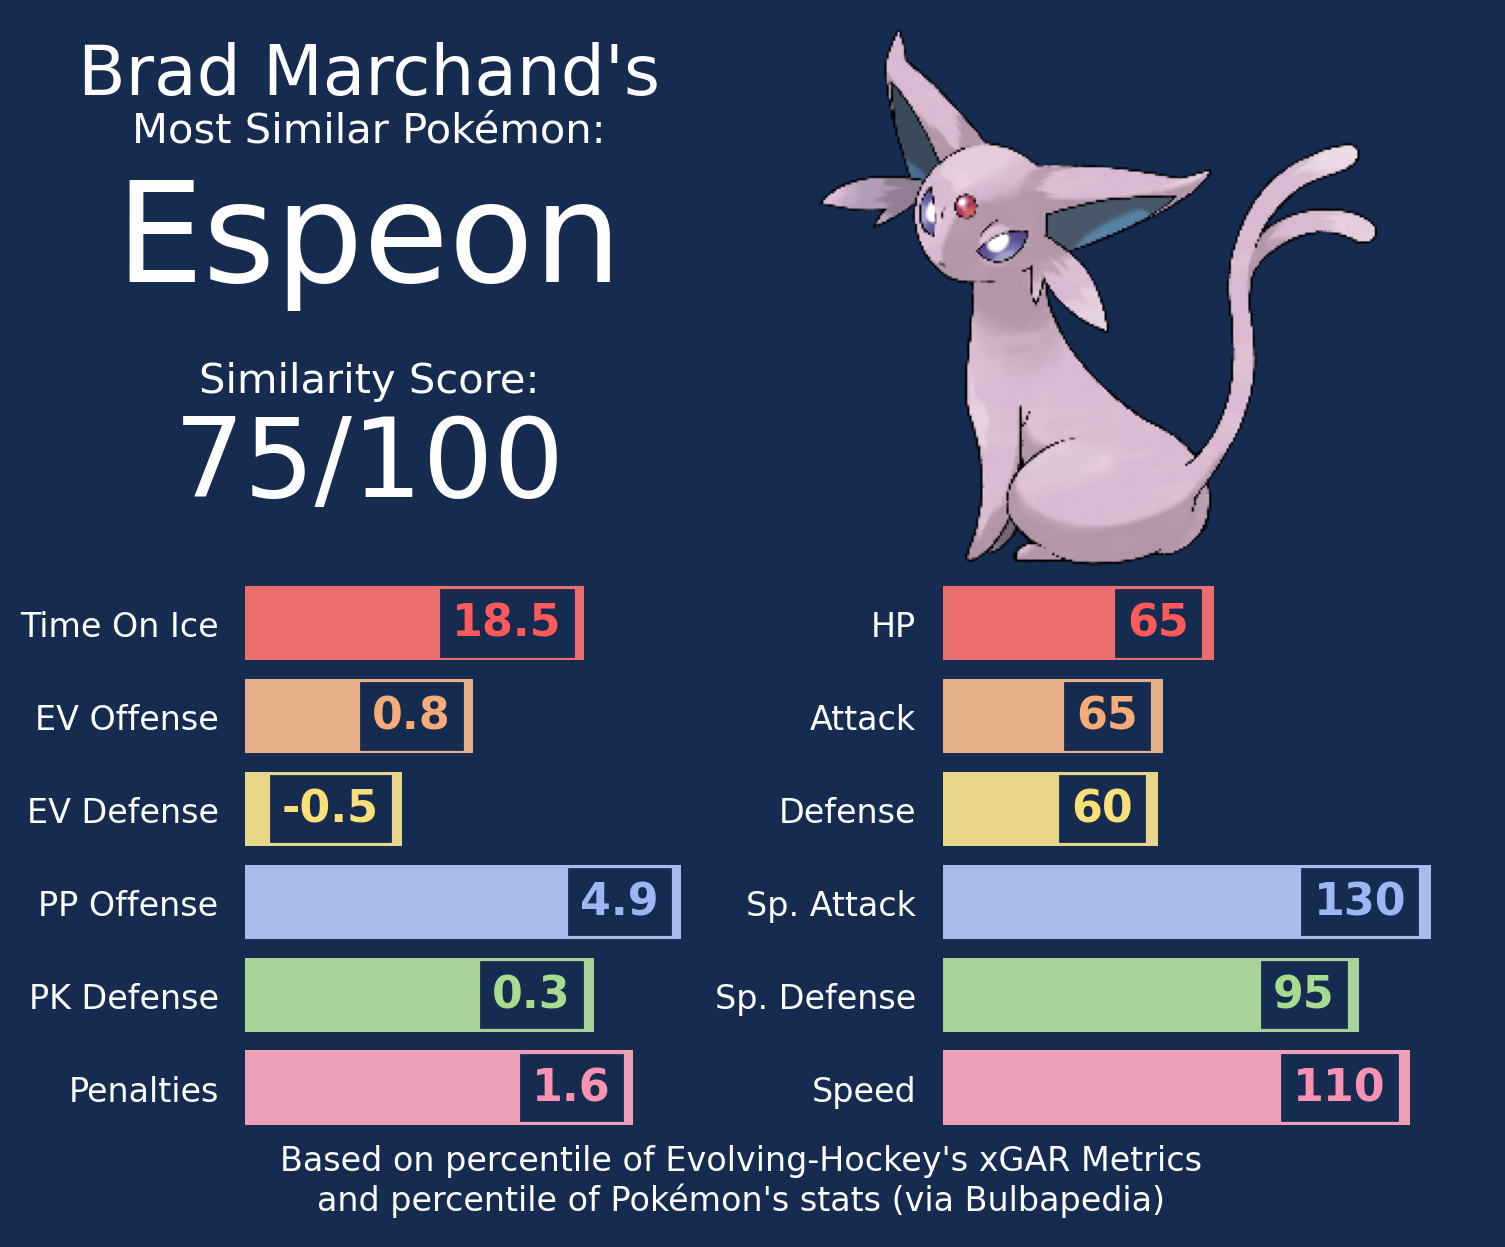 Brad Marchand's
Most Similar Pokémon:
Espeon
Similarity Score:
75/100
Time On Ice 18.5
EV Offense 0.8
EV Defense -0.5
PP Offense 4.9
PK Defense 0.3
Penalties 1.6
HP 65
Attack 65
Defense 60
Sp. Attack 130
Sp. Defense 95
Speed 110
Based on percentile of Evolving-Hockey's xGAR Metrics
and percentile of Pokémon's stats (via Bulbapedia)